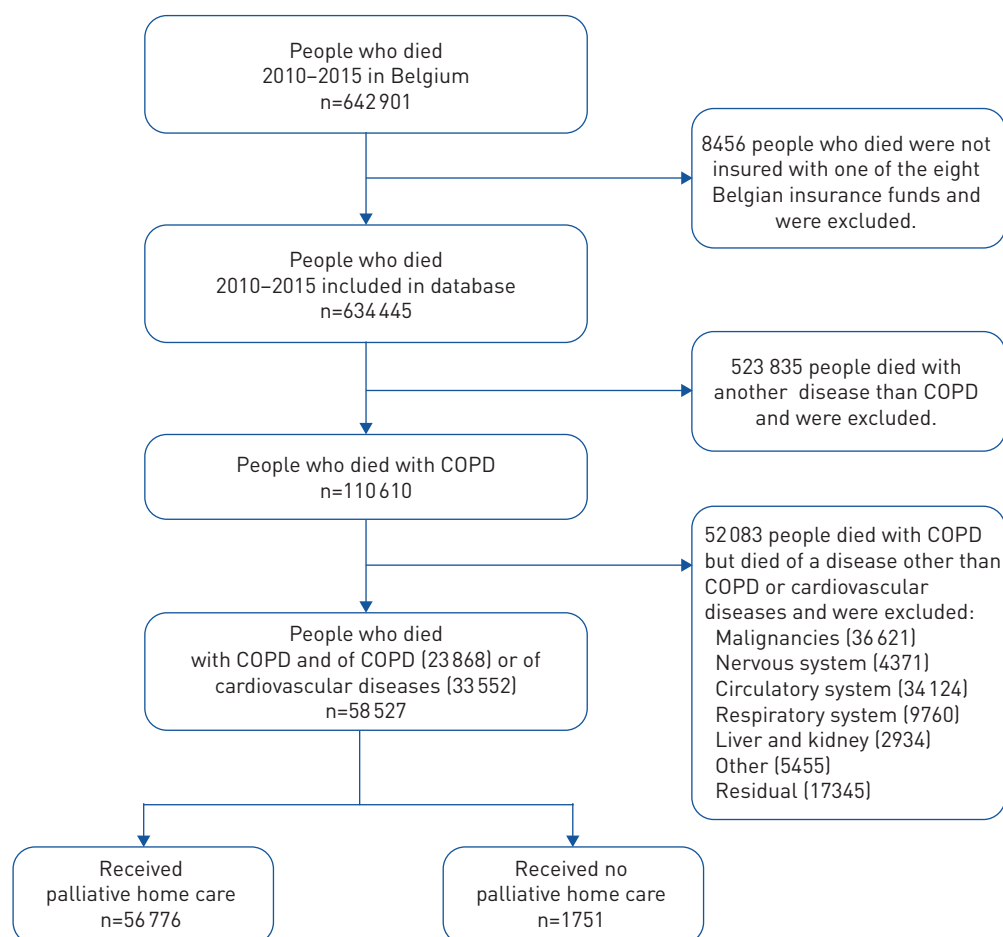 People who died
2010–2015 in Belgium
n=642 901
8456 people who died were not
insured with one of the eight
Belgian insurance funds and
were excluded.
People who died
2010–2015 included in database
n=634 445
523 835 people died with
another disease than COPD
and were excluded.
People who died with COPD
n=110 610
52 083 people died with COPD
but died of a disease other than
COPD or cardiovascular
diseases and were excluded:
Malignancies (36 621)
Nervous system (4371)
Circulatory system (34 124)
Respiratory system (9760)
Liver and kidney (2934)
Other (5455)
Residual (17345)
People who died
with COPD and of COPD (23 868) or of
cardiovascular diseases (33 552)
n=58 527
Received
palliative home care
n=56 776
Received no
palliative home care
n=1751